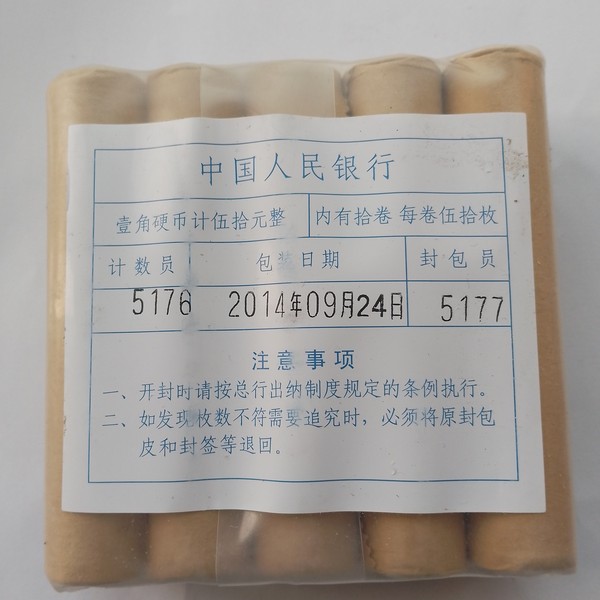 中国人民银行
壹角硬币计伍拾元整 内有拾卷 每卷伍拾枚
计数员 包装日期 封包员
5176 2014年09月24日 5177
注意事项
一、开封时请按总行出纳制度规定的条例执行。
二、如发现枚数不符需要追究时，必须将原封包
皮和封签等退回。